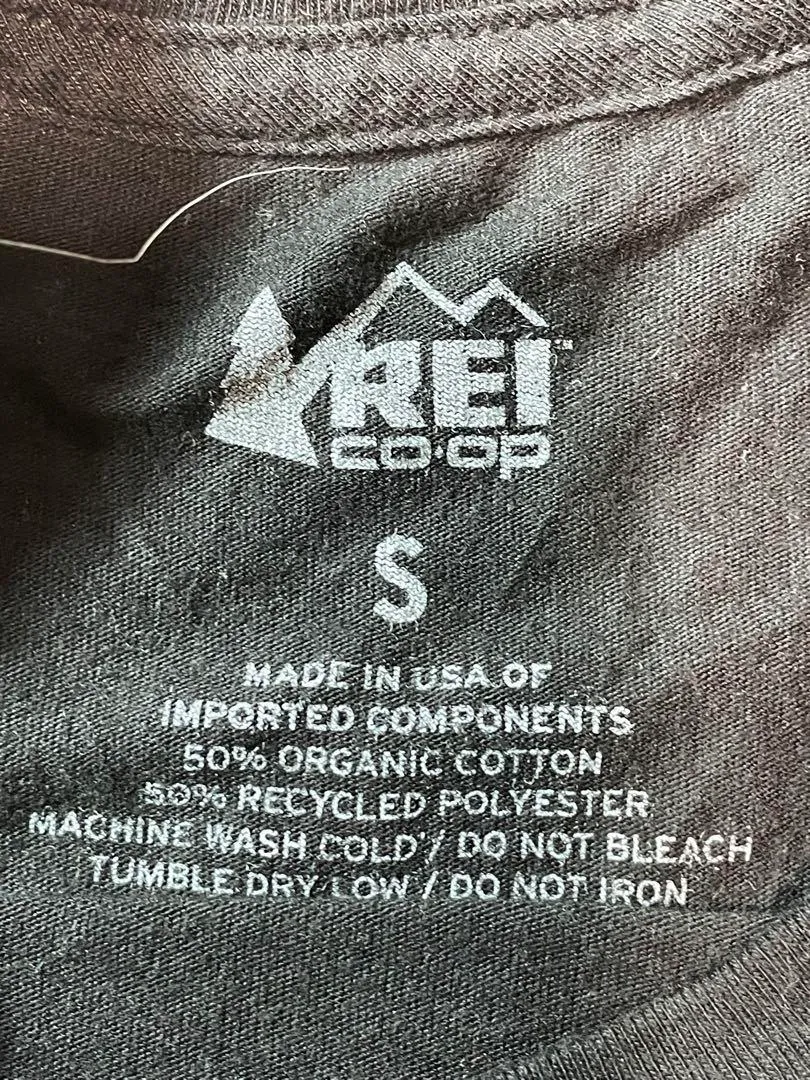 REI™
CO·OP
S
MADE IN USA OF
IMPORTED COMPONENTS
50% ORGANIC COTTON
50% RECYCLED POLYESTER
MACHINE WASH COLD / DO NOT BLEACH
TUMBLE DRY LOW / DO NOT IRON